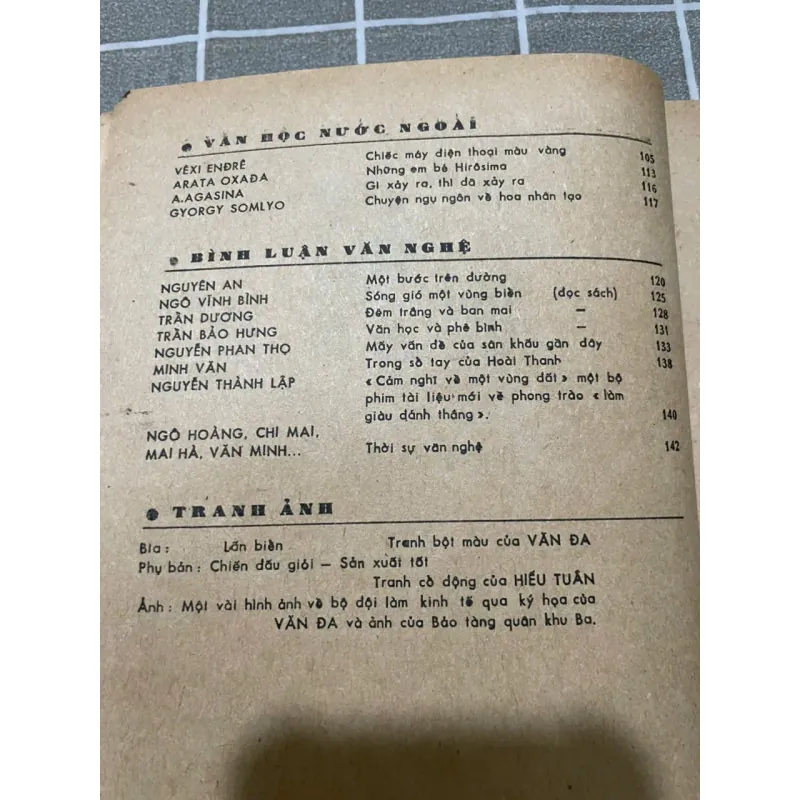 VĂN HỌC NƯỚC NGOÀI
VÊXI ENĐRÊ Chiếc máy điện thoại màu vàng 105
ARATA OXAĐA Những em bé Hirôsima 113
A.AGASINA Gì xảy ra, thì đã xảy ra 116
GYORGY SOMLYO Chuyện ngụ ngôn về hoa nhân tạo 117
BÌNH LUẬN VĂN NGHỆ
NGUYÊN AN Một bước trên đường 120
NGÔ VĨNH BÌNH Sóng gió một vùng biển (đọc sách) 125
TRẦN DƯƠNG Đêm trắng và ban mai — 128
TRẦN BẢO HƯNG Văn học và phê bình — 131
NGUYỄN PHAN THỌ Mấy vấn đề của sân khấu gần đây 133
MINH VĂN Trong sổ tay của Hoài Thanh 138
NGUYỄN THÀNH LẬP «Cảm nghĩ về một vùng đất» một bộ
phim tài liệu mới về phong trào «làm
giàu đánh thắng». 140
NGÔ HOÀNG, CHI MAI,
MAI HÀ, VĂN MINH... Thời sự văn nghệ 142
TRANH ẢNH
Bìa: Lấn biển Tranh bột màu của VĂN ĐA
Phụ bản: Chiến đấu giỏi — Sản xuất tốt
Tranh cổ động của HIẾU TUẤN
Ảnh: Một vài hình ảnh về bộ đội làm kinh tế qua ký họa của
VĂN ĐA và ảnh của Bảo tàng quân khu Ba.